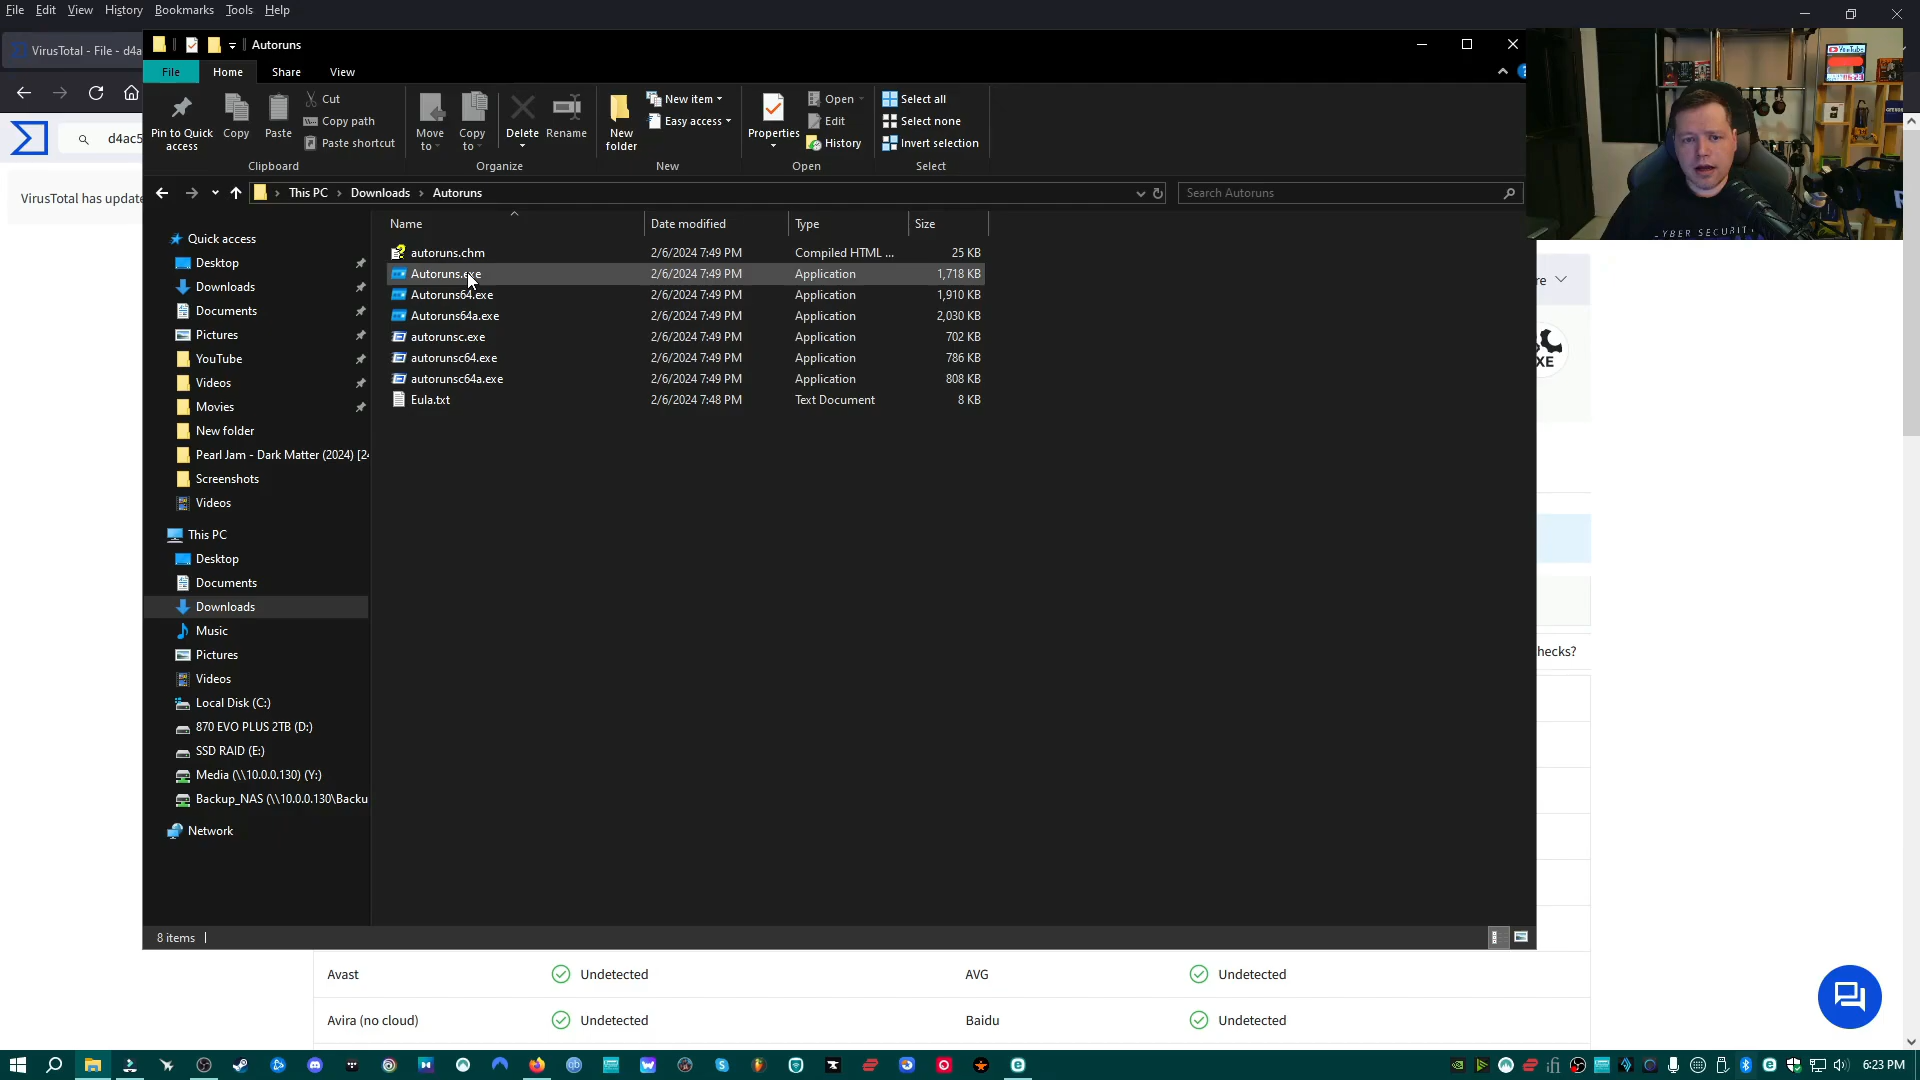 File Edit View History Bookmarks Tools Help
VirusTotal - File - d4a
Autoruns
File Home Share View
Pin to Quick access
Copy
Paste
Cut
Copy path
Paste shortcut
Move to
Copy to
Delete
Rename
New folder
New item
Easy access
Properties
Open
Edit
History
Select all
Select none
Invert selection
Clipboard Organize New Open Select
d4ac5
This PC > Downloads > Autoruns
Search Autoruns
VirusTotal has update
Name Date modified Type Size
autoruns.chm 2/6/2024 7:49 PM Compiled HTML ... 25 KB
Autoruns.exe 2/6/2024 7:49 PM Application 1,718 KB
Autoruns64.exe 2/6/2024 7:49 PM Application 1,910 KB
Autoruns64a.exe 2/6/2024 7:49 PM Application 2,030 KB
autorunsc.exe 2/6/2024 7:49 PM Application 702 KB
autorunsc64.exe 2/6/2024 7:49 PM Application 786 KB
autorunsc64a.exe 2/6/2024 7:49 PM Application 808 KB
Eula.txt 2/6/2024 7:48 PM Text Document 8 KB
Quick access
Desktop
Downloads
Documents
Pictures
YouTube
Videos
Movies
New folder
Pearl Jam - Dark Matter (2024) [24
Screenshots
Videos
This PC
Desktop
Documents
Downloads
Music
Pictures
Videos
Local Disk (C:)
870 EVO PLUS 2TB (D:)
SSD RAID (E:)
Media (\\10.0.0.130) (Y:)
Backup_NAS (\\10.0.0.130\Backu
Network
8 items
YouTube
CYBER SECURITY
re
EXE
hecks?
Avast Undetected AVG Undetected
Avira (no cloud) Undetected Baidu Undetected
6:23 PM